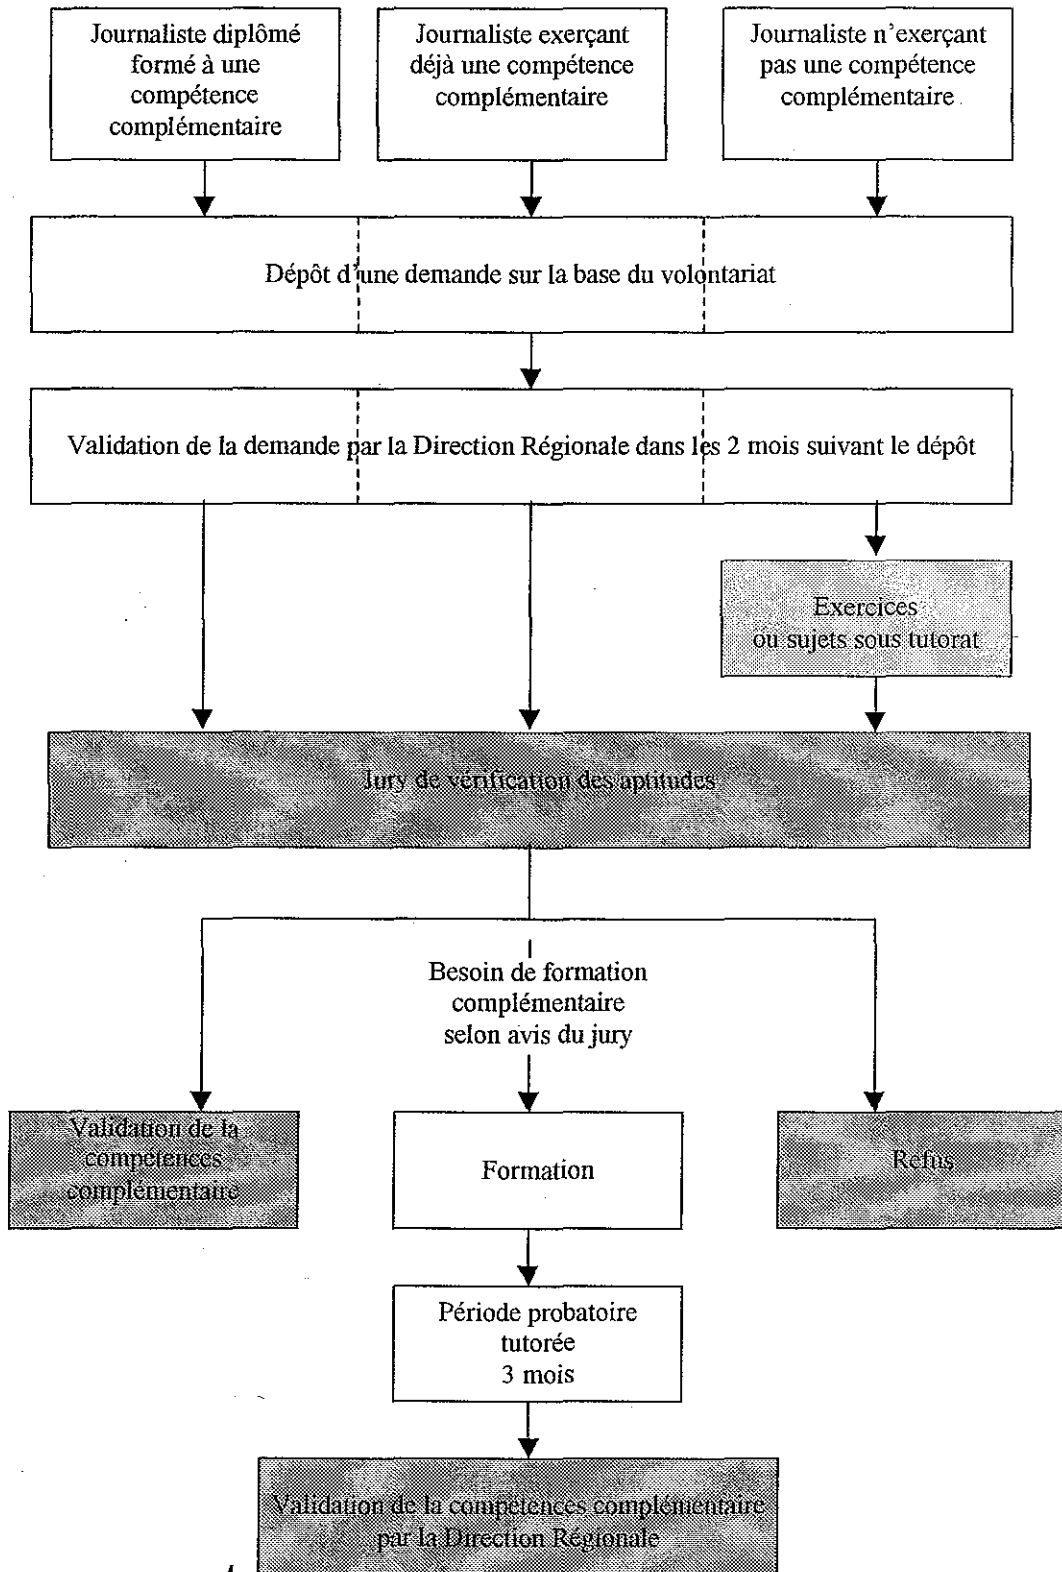 Journaliste diplômé
formé à une
compétence
complémentaire
Journaliste exerçant
déjà une compétence
complémentaire
Journaliste n'exerçant
pas une compétence
complémentaire
Dépôt d'une demande sur la base du volontariat
Validation de la demande par la Direction Régionale dans les 2 mois suivant le dépôt
Exercices
ou sujets sous tutorat
Jury de vérification des aptitudes
Besoin de formation
complémentaire
selon avis du jury
Validation de la
compétences
complémentaire
Formation
Refus
Période probatoire
tutorée
3 mois
Validation de la compétences complémentaire
par la Direction Régionale